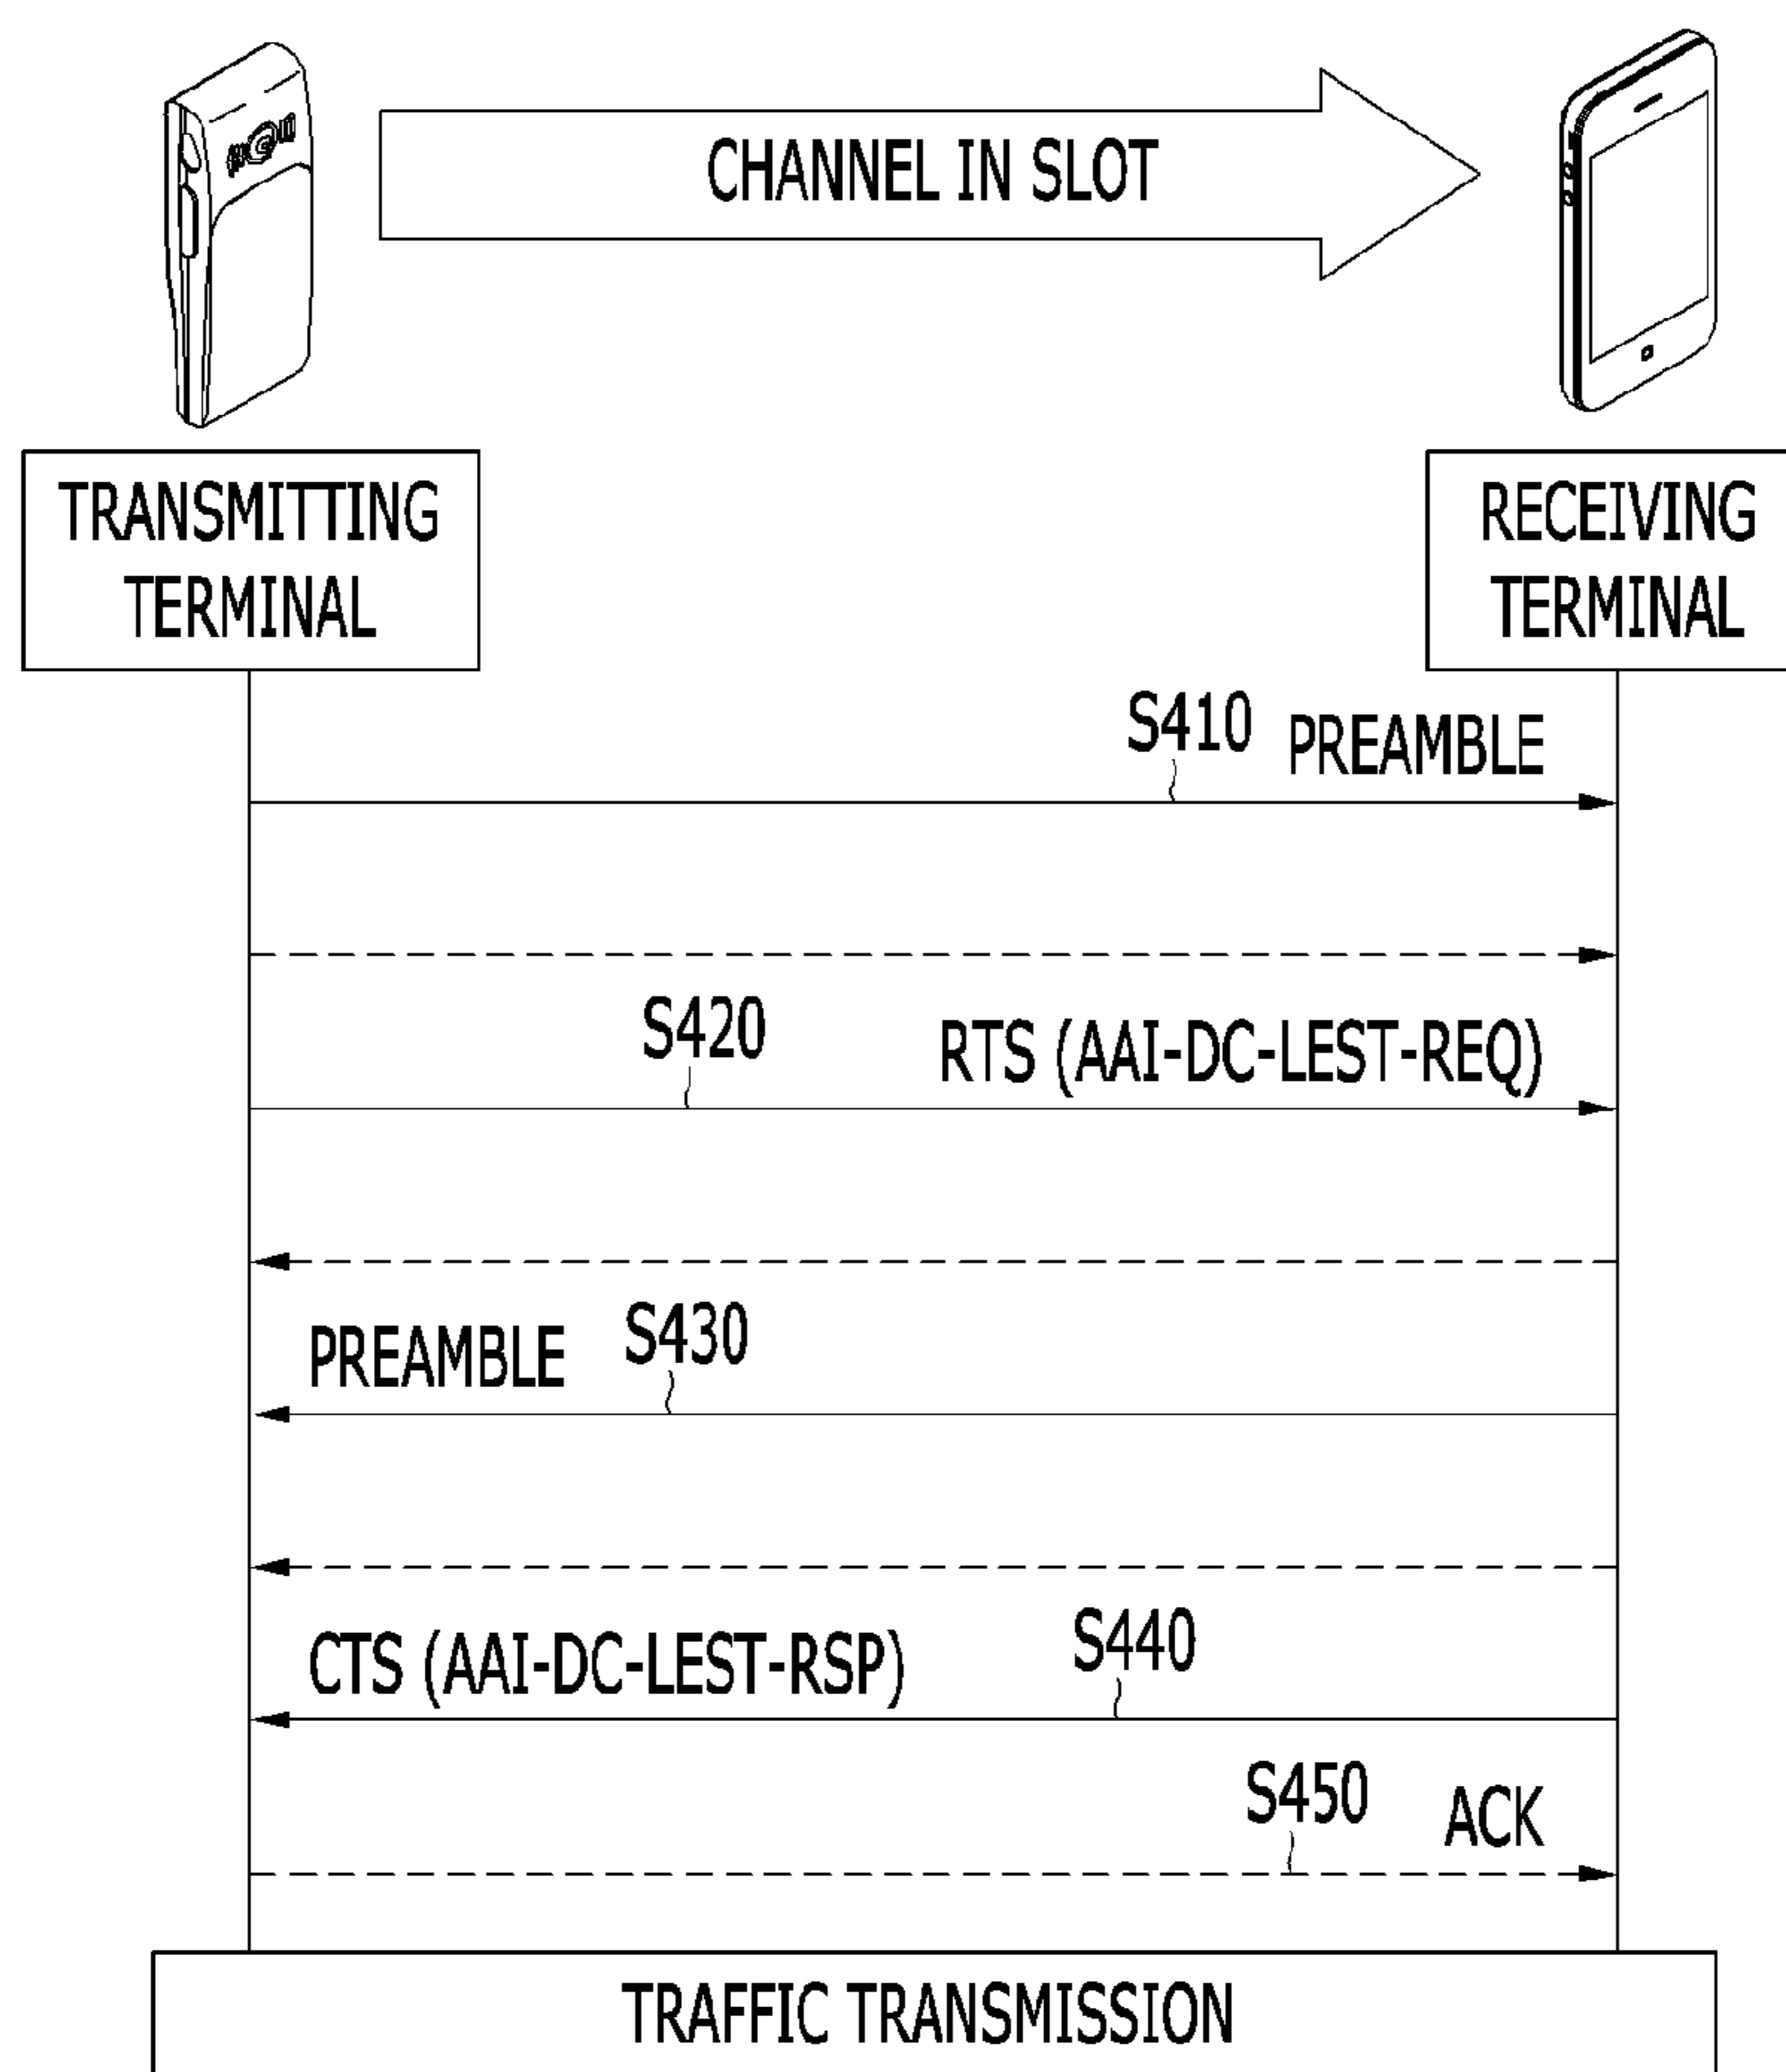 CHANNEL IN SLOT
TRANSMITTING
TERMINAL
RECEIVING
TERMINAL
S410 PREAMBLE
S420 RTS (AAI-DC-LEST-REQ)
PREAMBLE S430
CTS (AAI-DC-LEST-RSP) S440
S450 ACK
TRAFFIC TRANSMISSION